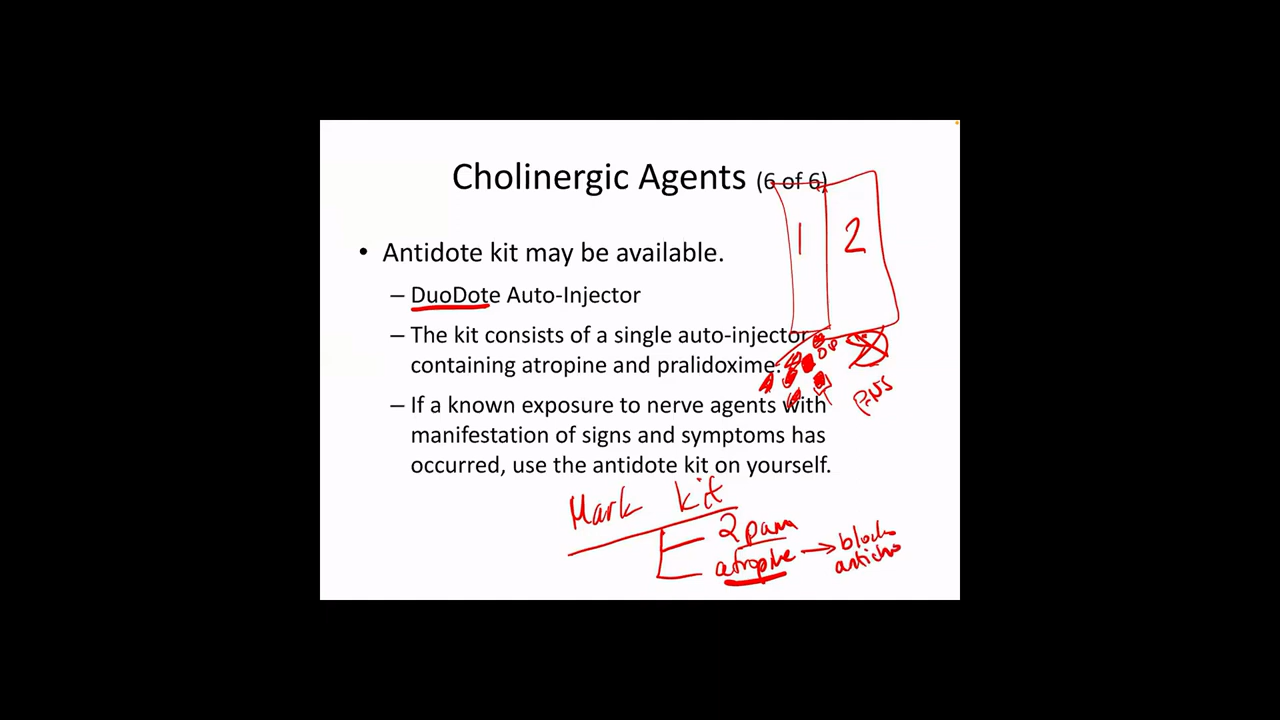 Cholinergic Agents (6 of 6)
1 2
• Antidote kit may be available.
– DuoDote Auto-Injector
– The kit consists of a single auto-injector
containing atropine and pralidoxime.
– If a known exposure to nerve agents with
manifestation of signs and symptoms has
occurred, use the antidote kit on yourself.
Mark kit
2 pam
atropine →